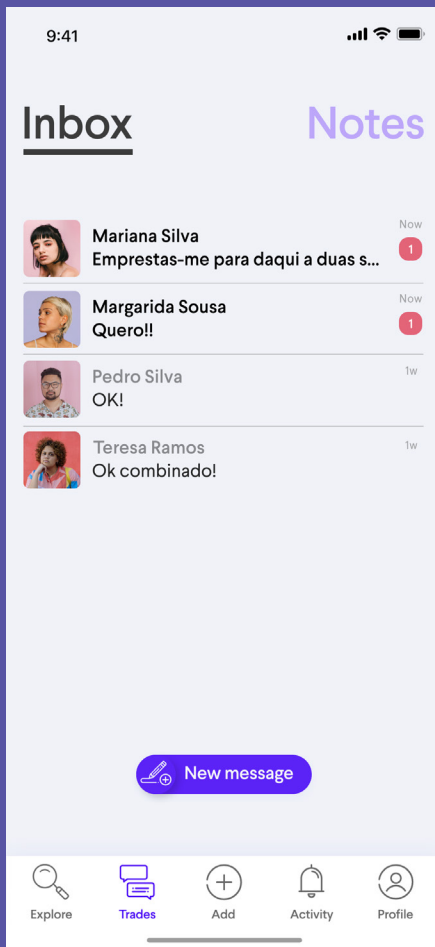 9:41
Inbox Notes
Mariana Silva Now
Emprestas-me para daqui a duas s... 1
Margarida Sousa Now
Quero!! 1
Pedro Silva 1w
OK!
Teresa Ramos 1w
Ok combinado!
New message
Explore Trades Add Activity Profile